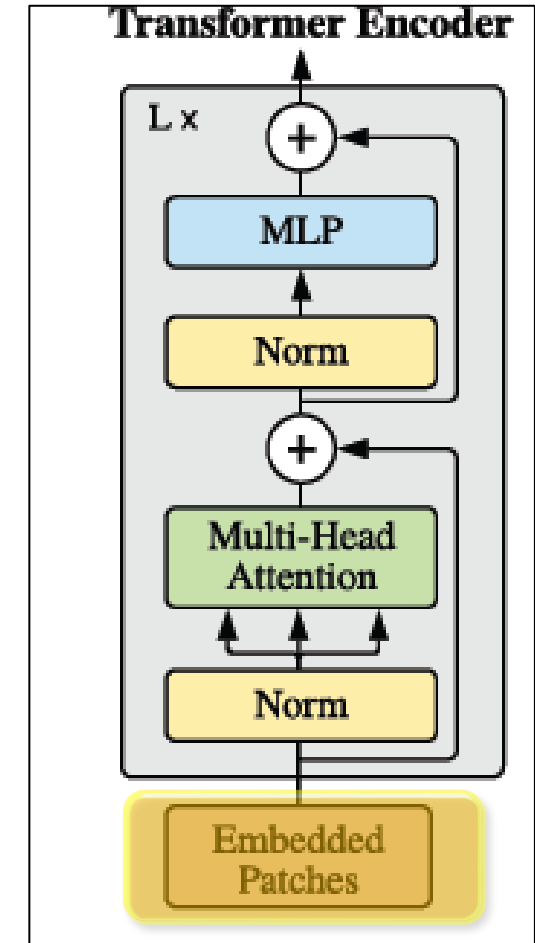 Transformer Encoder
L x
+
MLP
Norm
+
Multi-Head
Attention
Norm
Embedded
Patches